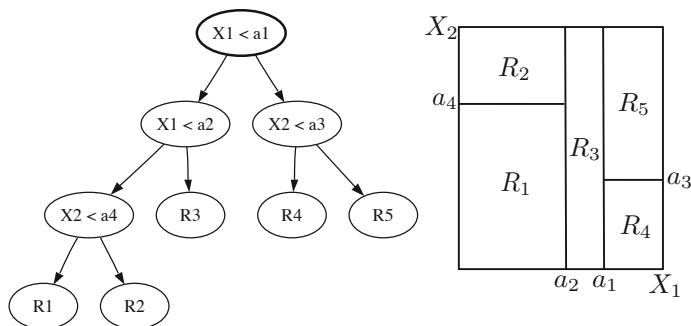 X1 < a1
X1 < a2
X2 < a3
X2 < a4
R3
R4
R5
R1
R2
X₂
R₂
a₄
R₅
R₃
R₁
a₃
R₄
a₂
a₁
X₁